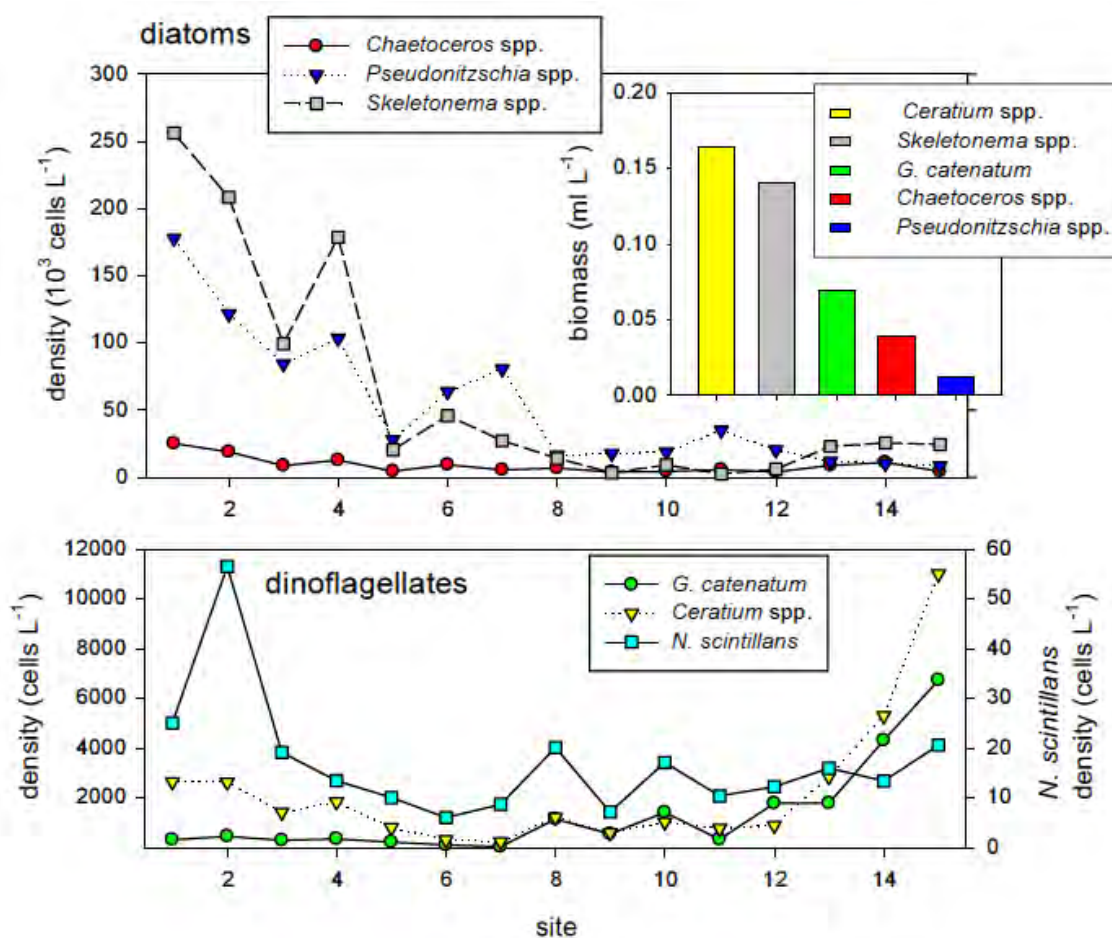 diatoms
Chaetoceros spp.
Pseudonitzschia spp.
Skeletonema spp.
density (10³ cells L⁻¹)
300
250
200
150
100
50
0
2
4
6
8
10
12
14
biomass (ml L⁻¹)
0.20
0.15
0.10
0.05
0.00
Ceratium spp.
Skeletonema spp.
G. catenatum
Chaetoceros spp.
Pseudonitzschia spp.
dinoflagellates
G. catenatum
Ceratium spp.
N. scintillans
density (cells L⁻¹)
12000
10000
8000
6000
4000
2000
60
50
40
30
20
10
0
N. scintillans
density (cells L⁻¹)
2
4
6
8
10
12
14
site